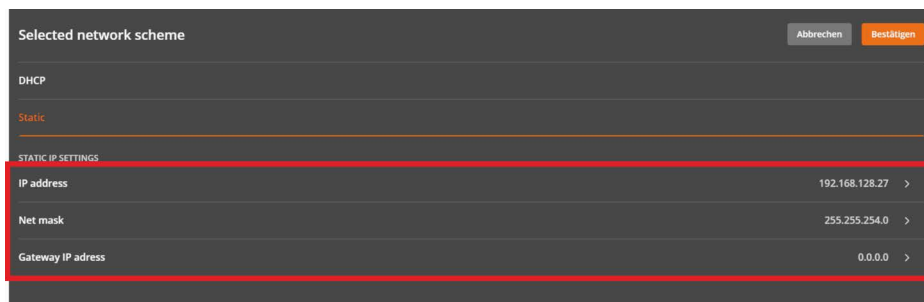 Selected network scheme Abbrechen Bestätigen
DHCP
Static
STATIC IP SETTINGS
IP address 192.168.128.27 >
Net mask 255.255.254.0 >
Gateway IP adress 0.0.0.0 >